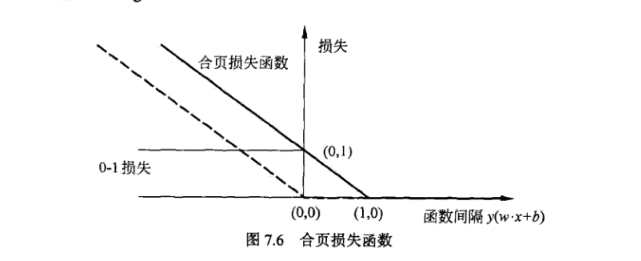 损失
合页损失函数
(0,1)
0-1损失
(0,0)
(1,0)
函数间隔 y(w·x+b)
图 7.6 合页损失函数